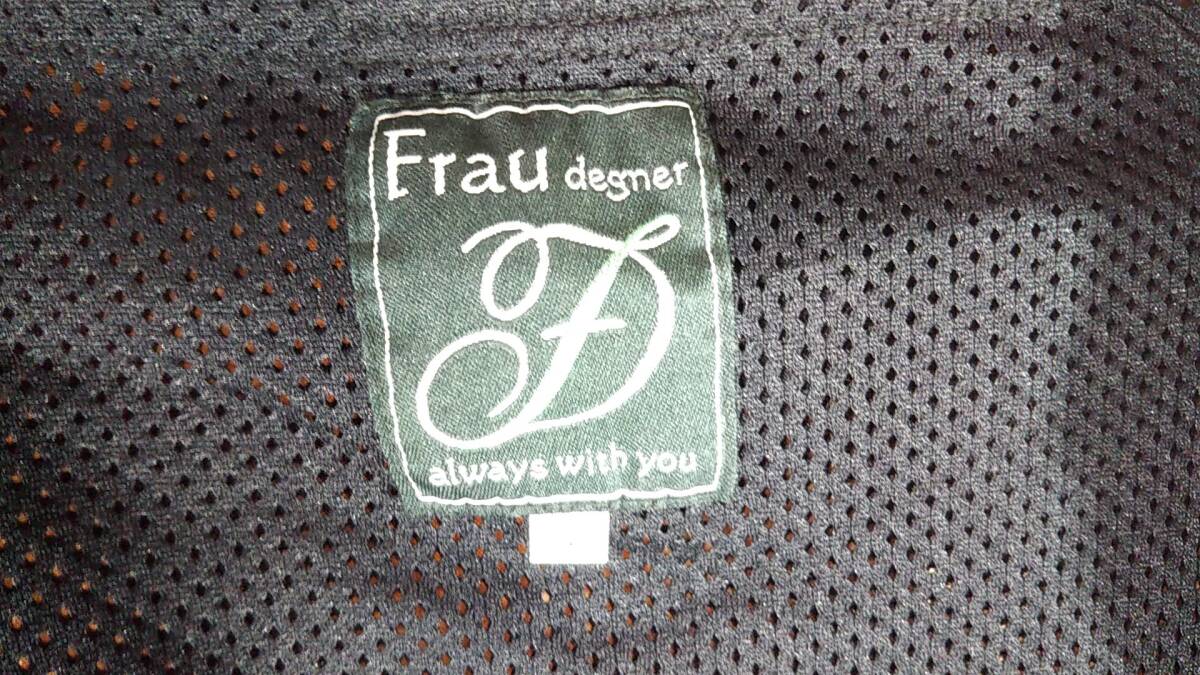 Frau degner
D
always with you